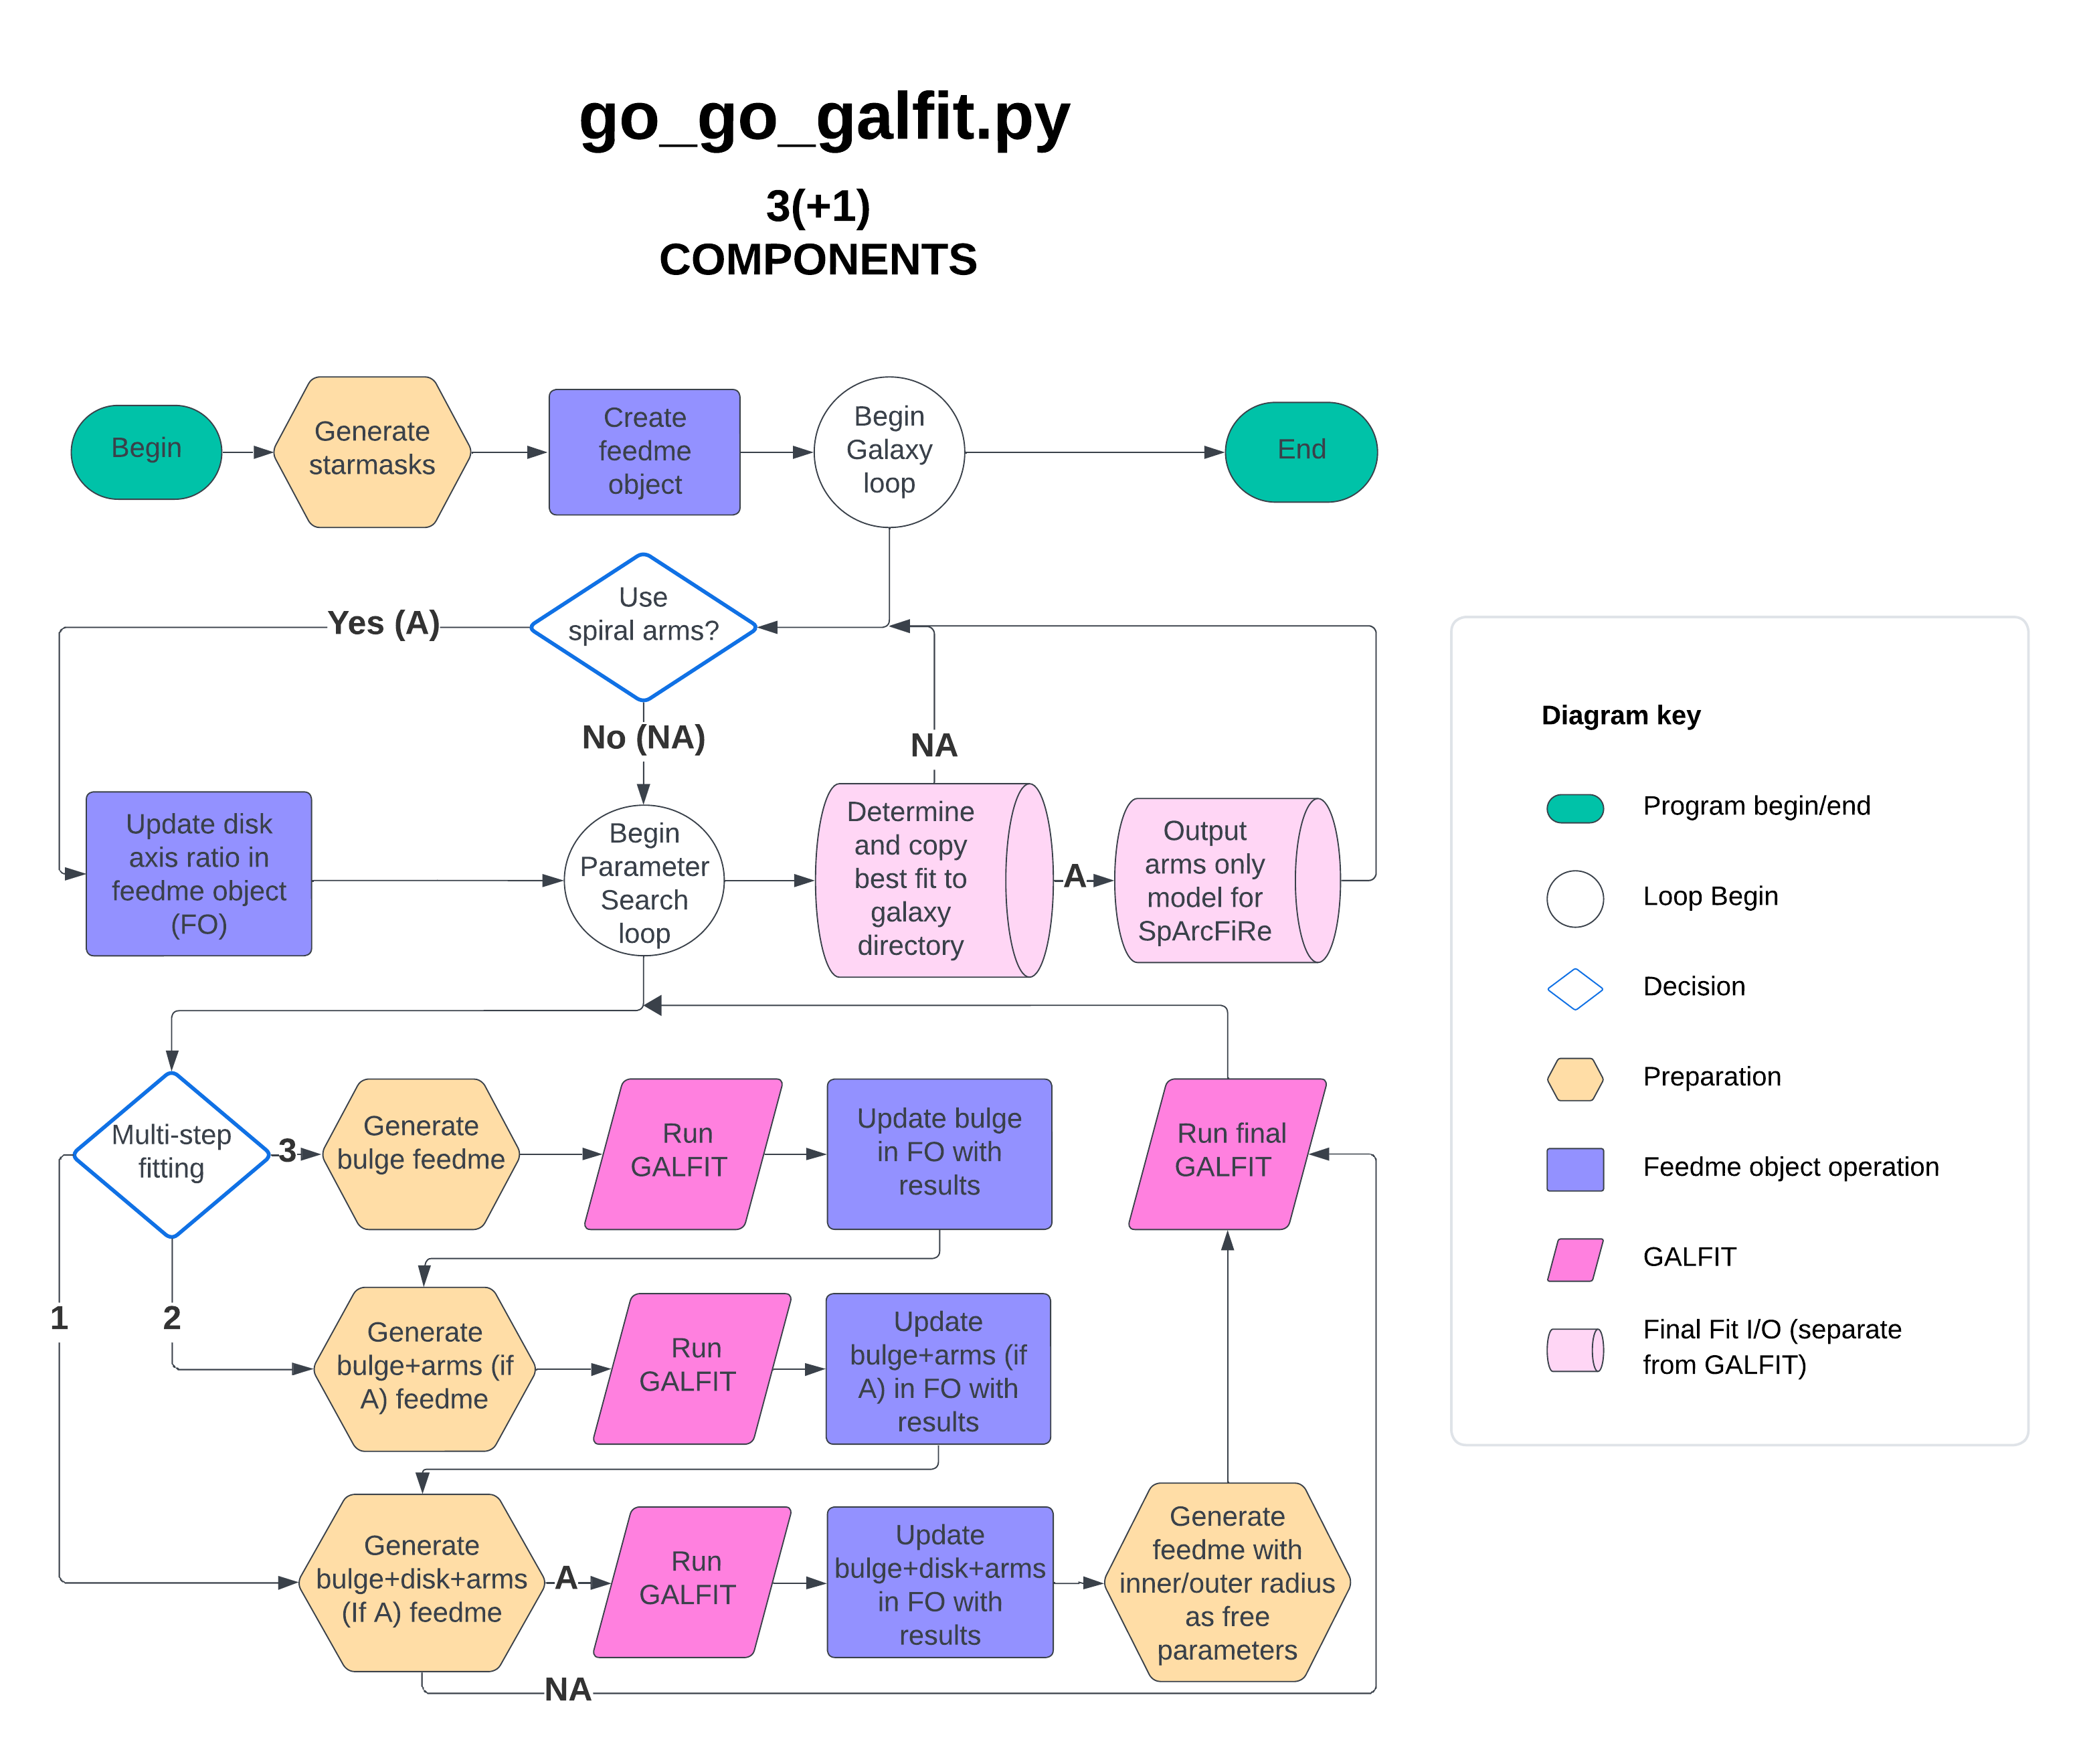 go_go_galfit.py
3(+1)
COMPONENTS
Begin
Generate
starmasks
Create
feedme
object
Begin
Galaxy
loop
End
Use
spiral arms?
Yes (A)
No (NA)
NA
Update disk
axis ratio in
feedme object
(FO)
Begin
Parameter
Search
loop
Determine
and copy
best fit to
galaxy
directory
A
Output
arms only
model for
SpArcFiRe
Multi-step
fitting
3
Generate
bulge feedme
Run
GALFIT
Update bulge
in FO with
results
Run final
GALFIT
1
2
Generate
bulge+arms (if
A) feedme
Run
GALFIT
Update
bulge+arms (if
A) in FO with
results
Generate
bulge+disk+arms
(If A) feedme
A
Run
GALFIT
Update
bulge+disk+arms
in FO with
results
Generate
feedme with
inner/outer radius
as free
parameters
NA
Diagram key
Program begin/end
Loop Begin
Decision
Preparation
Feedme object operation
GALFIT
Final Fit I/O (separate
from GALFIT)